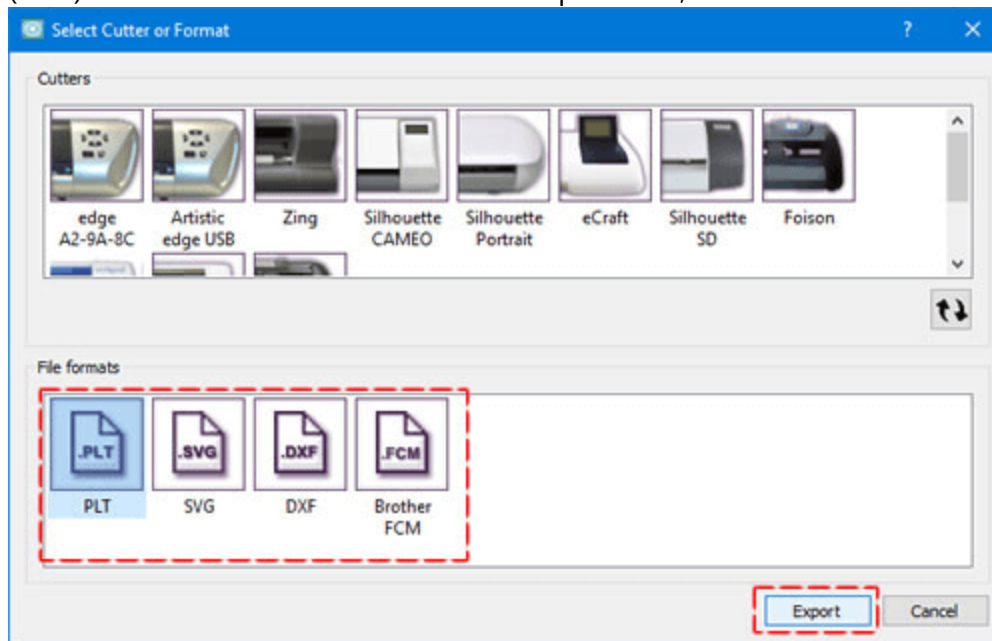 Select Cutter or Format
Cutters
edge
A2-9A-8C
Artistic
edge USB
Zing
Silhouette
CAMEO
Silhouette
Portrait
eCraft
Silhouette
SD
Foison
File formats
.PLT
.SVG
.DXF
.FCM
PLT
SVG
DXF
Brother
FCM
Export
Cancel